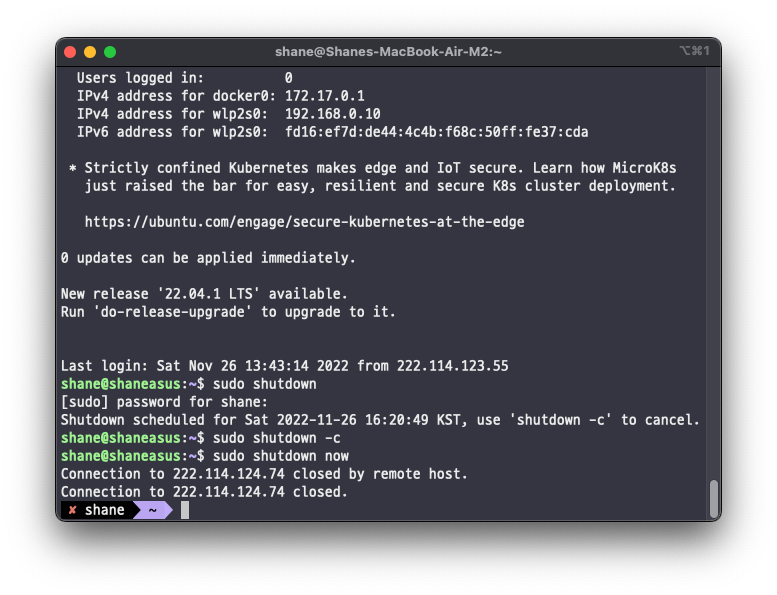 shane@Shanes-MacBook-Air-M2:~
⌥⌘1
Users logged in: 0
IPv4 address for docker0: 172.17.0.1
IPv4 address for wlp2s0: 192.168.0.10
IPv6 address for wlp2s0: fd16:ef7d:de44:4c4b:f68c:50ff:fe37:cda
* Strictly confined Kubernetes makes edge and IoT secure. Learn how MicroK8s
just raised the bar for easy, resilient and secure K8s cluster deployment.
https://ubuntu.com/engage/secure-kubernetes-at-the-edge
0 updates can be applied immediately.
New release '22.04.1 LTS' available.
Run 'do-release-upgrade' to upgrade to it.
Last login: Sat Nov 26 13:43:14 2022 from 222.114.123.55
shane@shaneasus:~$ sudo shutdown
[sudo] password for shane:
Shutdown scheduled for Sat 2022-11-26 16:20:49 KST, use 'shutdown -c' to cancel.
shane@shaneasus:~$ sudo shutdown -c
shane@shaneasus:~$ sudo shutdown now
Connection to 222.114.124.74 closed by remote host.
Connection to 222.114.124.74 closed.
✘ shane ~